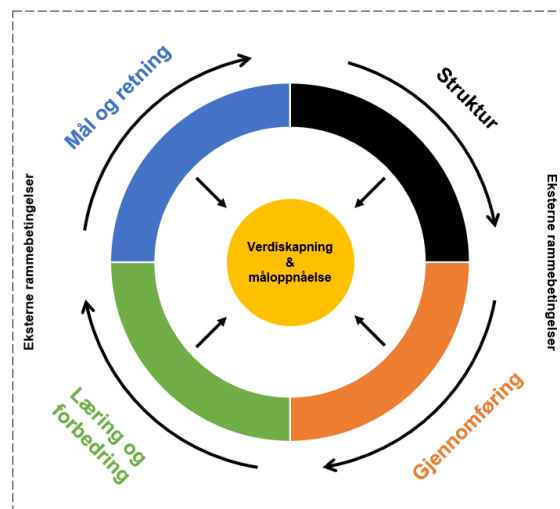 Mål og retning
Struktur
Eksterne rammebetingelser
Eksterne rammebetingelser
Verdiskapning
&
måloppnåelse
Læring og
forbedring
Gjennomføring